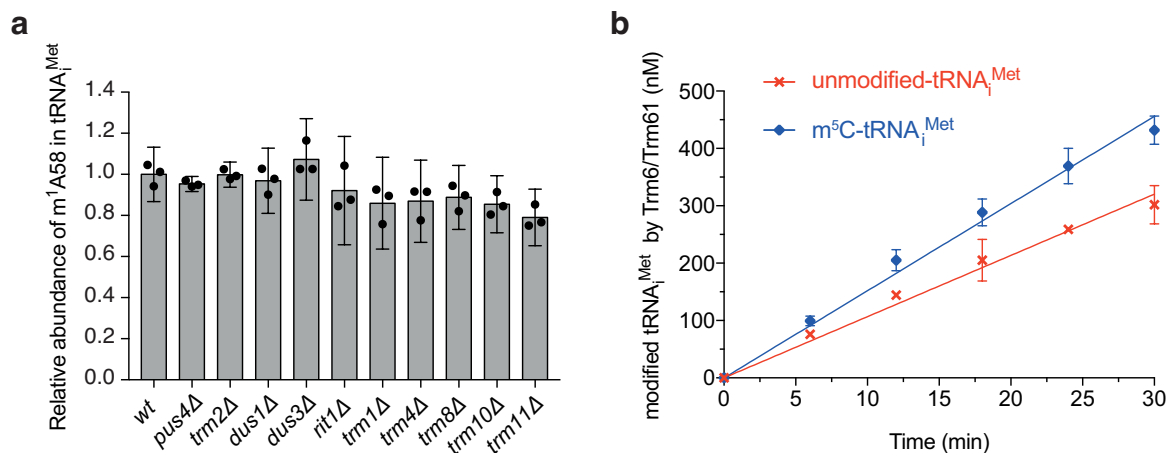 a
Relative abundance of m¹A58 in tRNAᵢᴹᵉᵗ
1.4
1.2
1.0
0.8
0.6
0.4
0.2
0.0
wt
pus4Δ
trm2Δ
dus1Δ
dus3Δ
rit1Δ
trm1Δ
trm4Δ
trm8Δ
trm10Δ
trm11Δ
b
modified tRNAᵢᴹᵉᵗ by Trm6/Trm61 (nM)
unmodified-tRNAᵢᴹᵉᵗ
m⁵C-tRNAᵢᴹᵉᵗ
500
400
300
200
100
0
0
5
10
15
20
25
30
Time (min)